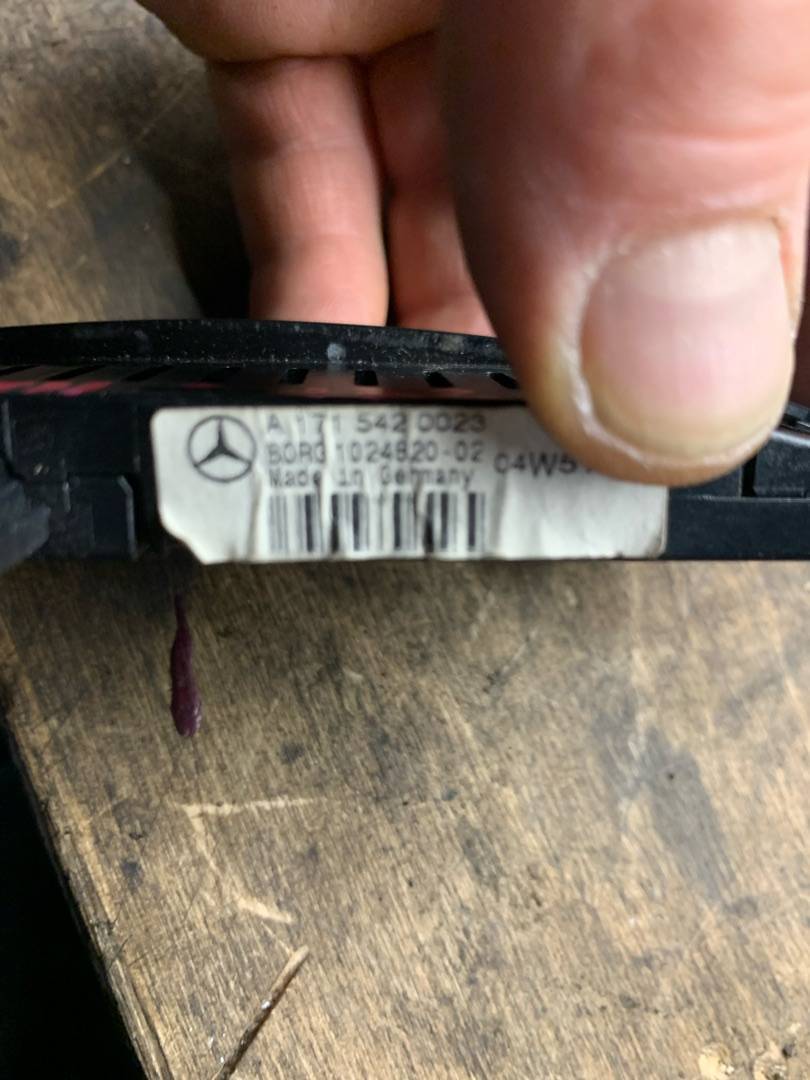 A 171 542 0023
BORG 1024820-02
Made in Germany